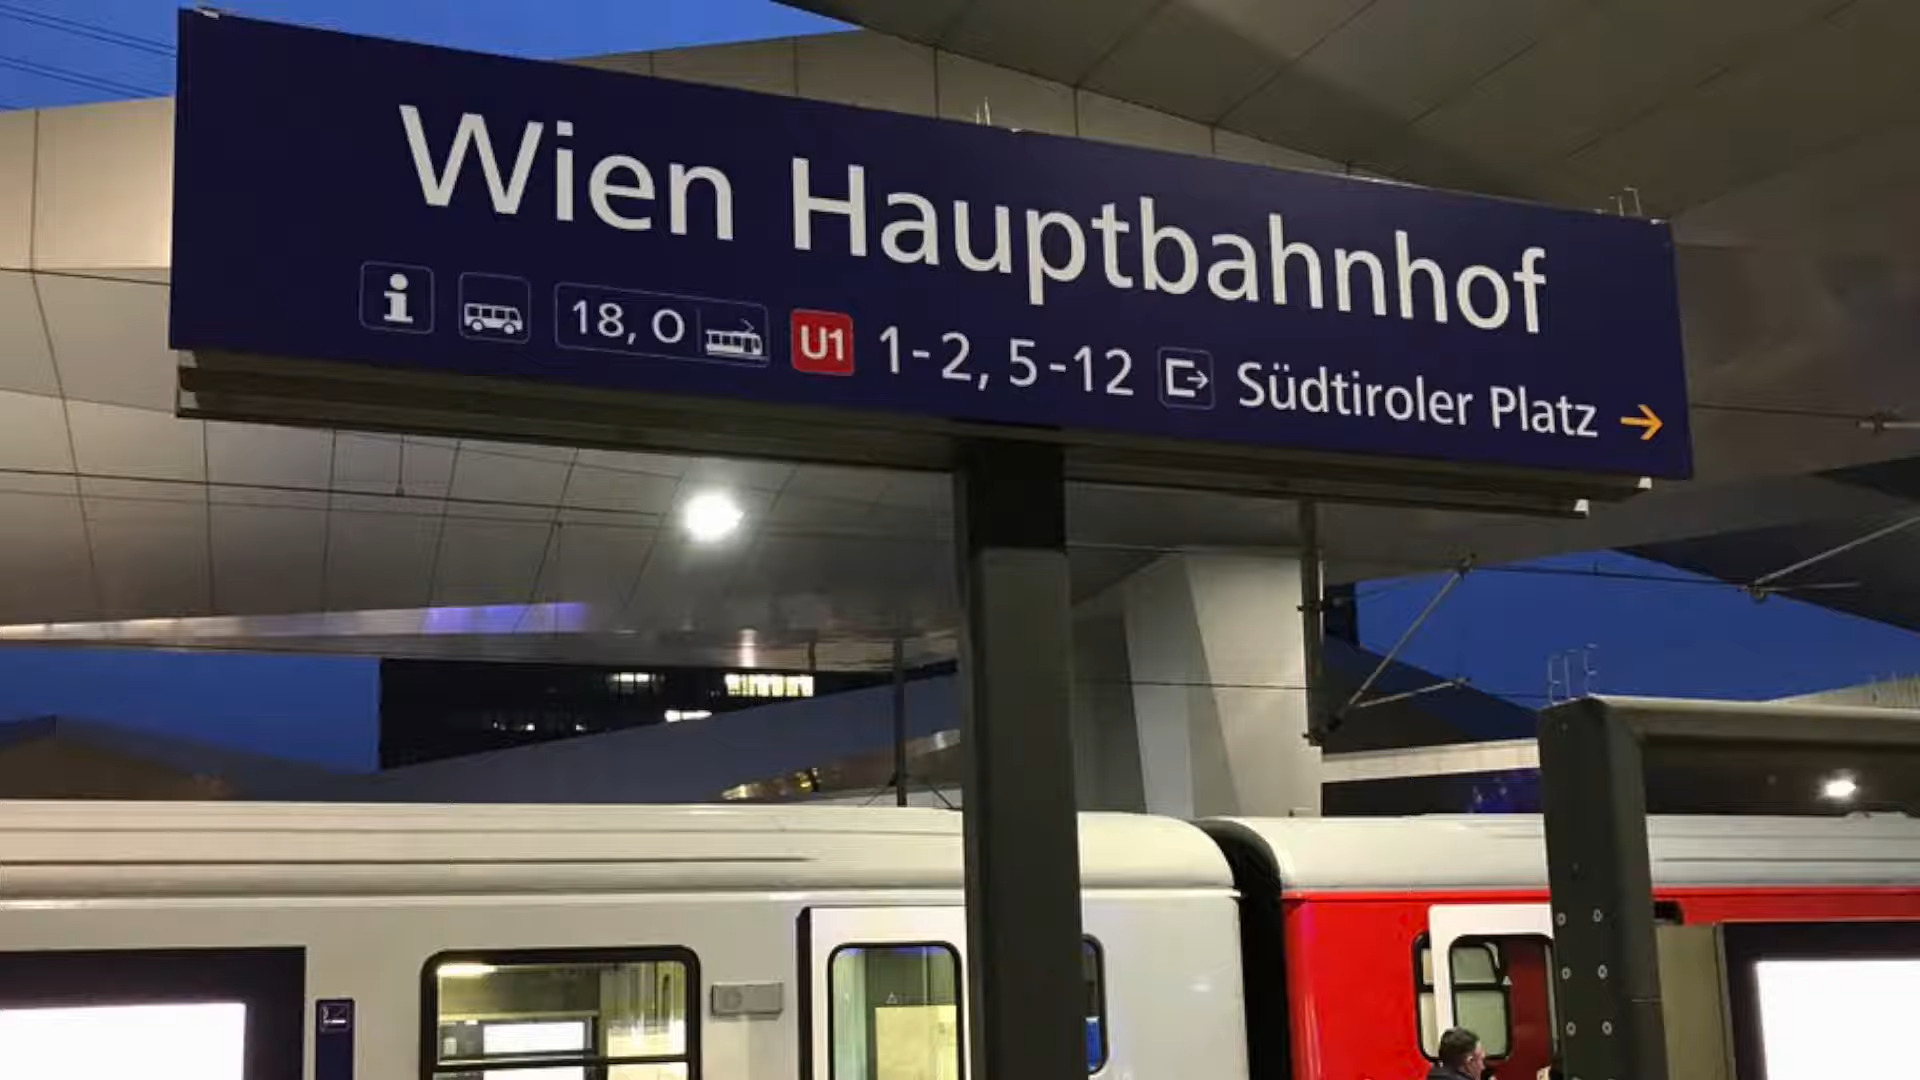 Wien Hauptbahnhof
i 18, O U1 1-2, 5-12 Südtiroler Platz →